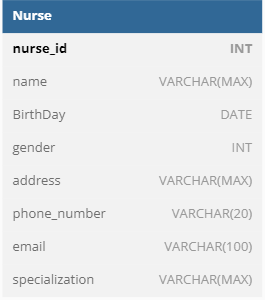 Nurse
nurse_id INT
name VARCHAR(MAX)
BirthDay DATE
gender INT
address VARCHAR(MAX)
phone_number VARCHAR(20)
email VARCHAR(100)
specialization VARCHAR(MAX)